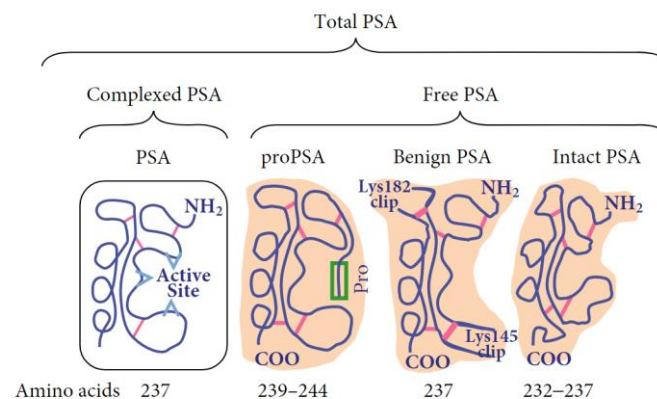 Total PSA
Complexed PSA
Free PSA
PSA
proPSA
Benign PSA
Intact PSA
NH2
Active
Site
Pro
COO
Lys182
clip
NH2
Lys145
clip
COO
NH2
COO
Amino acids 237 239–244 237 232–237